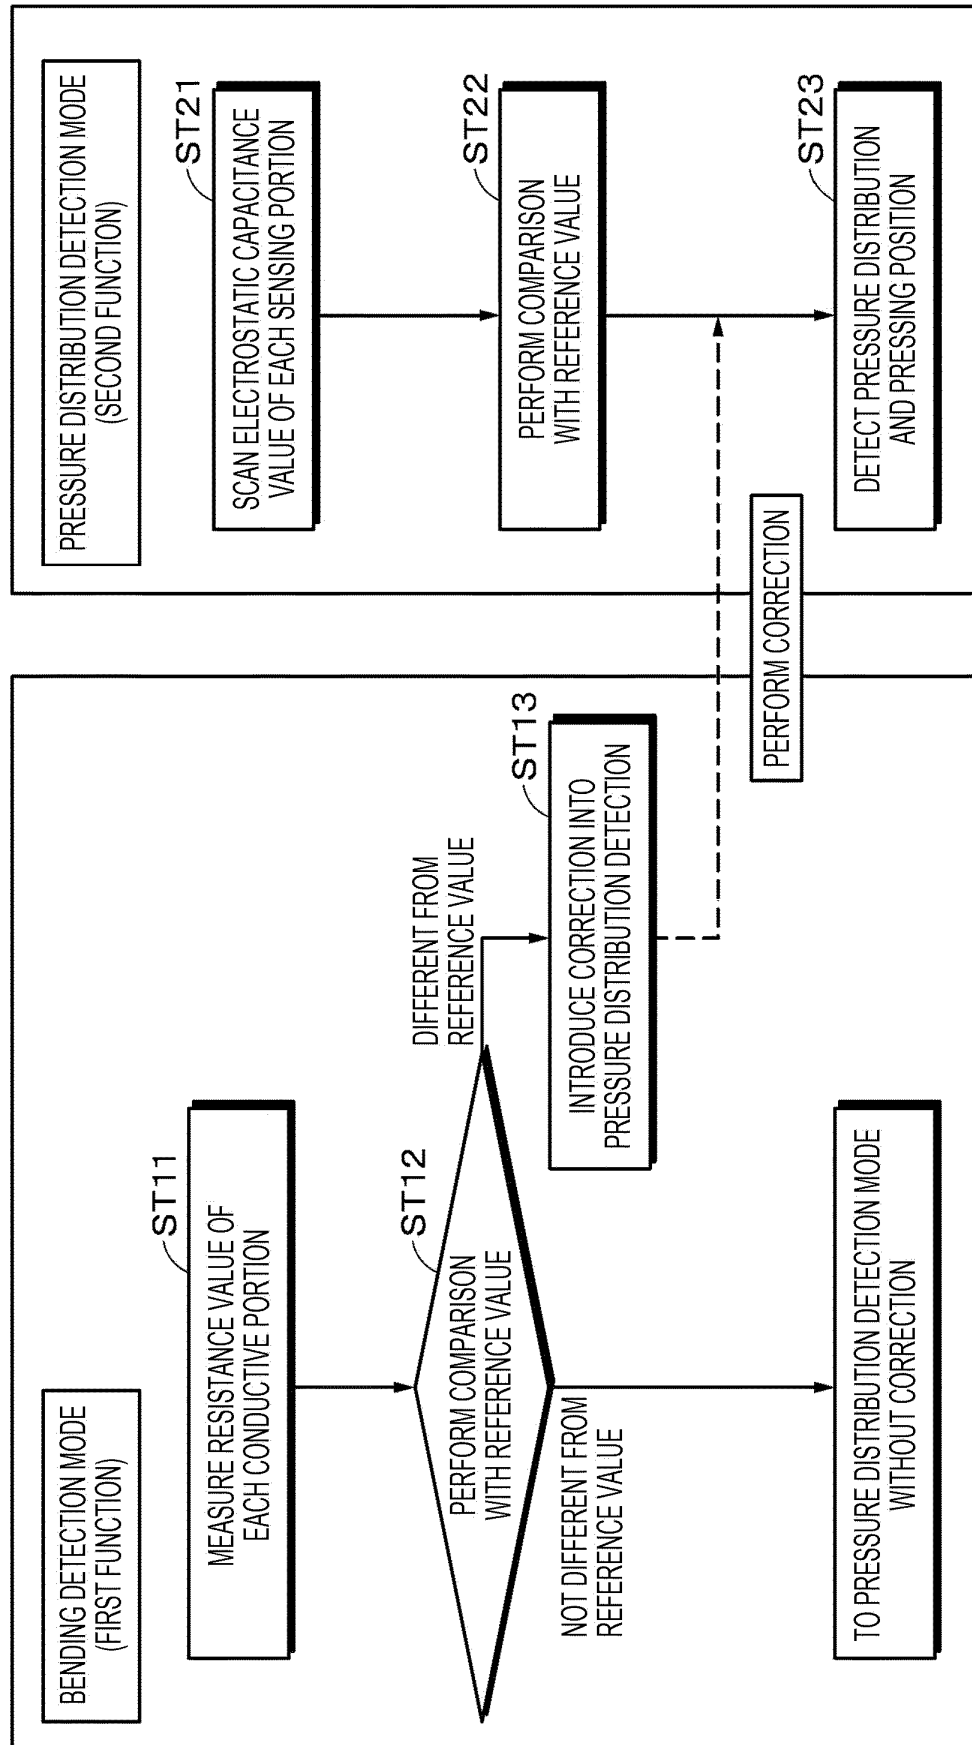 BENDING DETECTION MODE
(FIRST FUNCTION)
ST11
MEASURE RESISTANCE VALUE OF
EACH CONDUCTIVE PORTION
ST12
PERFORM COMPARISON
WITH REFERENCE VALUE
DIFFERENT FROM
REFERENCE VALUE
ST13
INTRODUCE CORRECTION INTO
PRESSURE DISTRIBUTION DETECTION
NOT DIFFERENT FROM
REFERENCE VALUE
TO PRESSURE DISTRIBUTION DETECTION MODE
WITHOUT CORRECTION
PERFORM CORRECTION
PRESSURE DISTRIBUTION DETECTION MODE
(SECOND FUNCTION)
ST21
SCAN ELECTROSTATIC CAPACITANCE
VALUE OF EACH SENSING PORTION
ST22
PERFORM COMPARISON
WITH REFERENCE VALUE
ST23
DETECT PRESSURE DISTRIBUTION
AND PRESSING POSITION